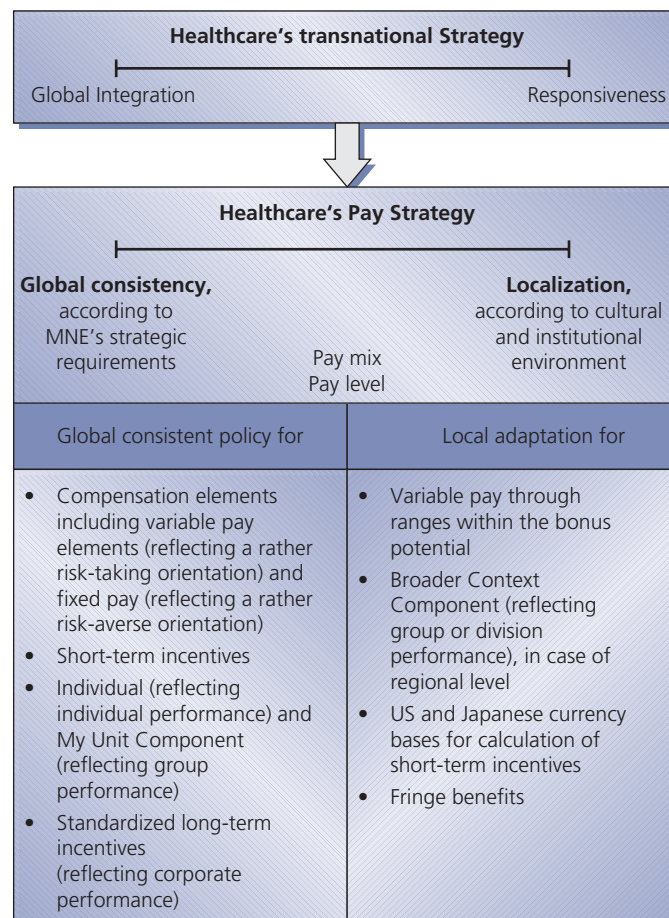 Healthcare's transnational Strategy
Global Integration
Responsiveness
Healthcare's Pay Strategy
Global consistency,
according to
MNE's strategic
requirements
Localization,
according to cultural
and institutional
environment
Pay mix
Pay level
Global consistent policy for
Local adaptation for
• Compensation elements
including variable pay
elements (reflecting a rather
risk-taking orientation) and
fixed pay (reflecting a rather
risk-averse orientation)
• Short-term incentives
• Individual (reflecting
individual performance) and
My Unit Component
(reflecting group
performance)
• Standardized long-term
incentives
(reflecting corporate
performance)
• Variable pay through
ranges within the bonus
potential
• Broader Context
Component (reflecting
group or division
performance), in case of
regional level
• US and Japanese currency
bases for calculation of
short-term incentives
• Fringe benefits